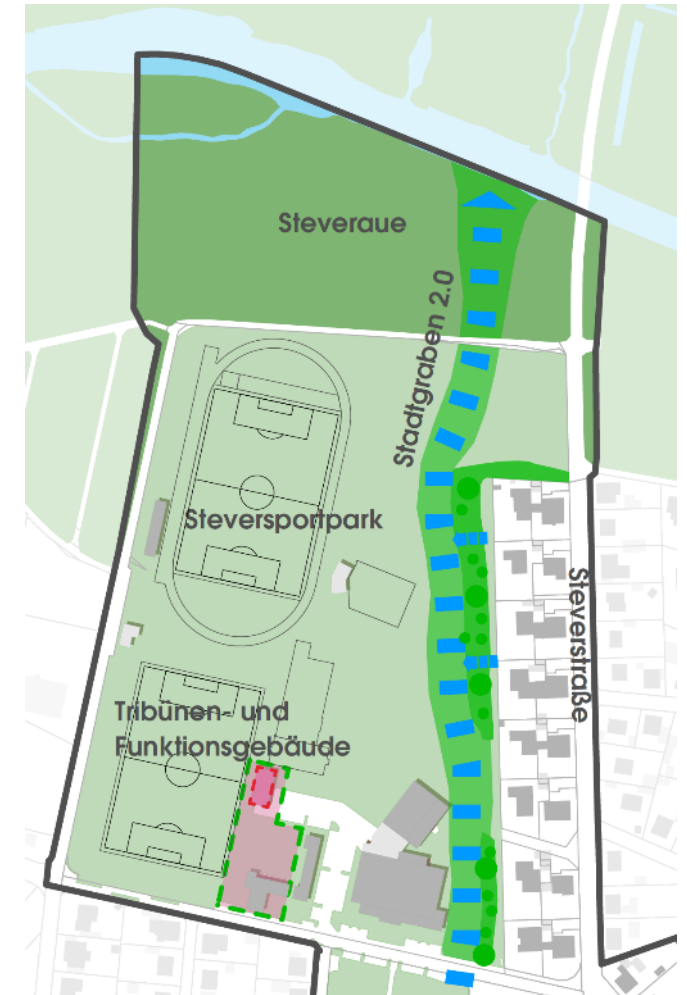 Steveraue
Stadtgraben 2.0
Steversportpark
Steverstraße
Tribünen- und
Funktionsgebäude